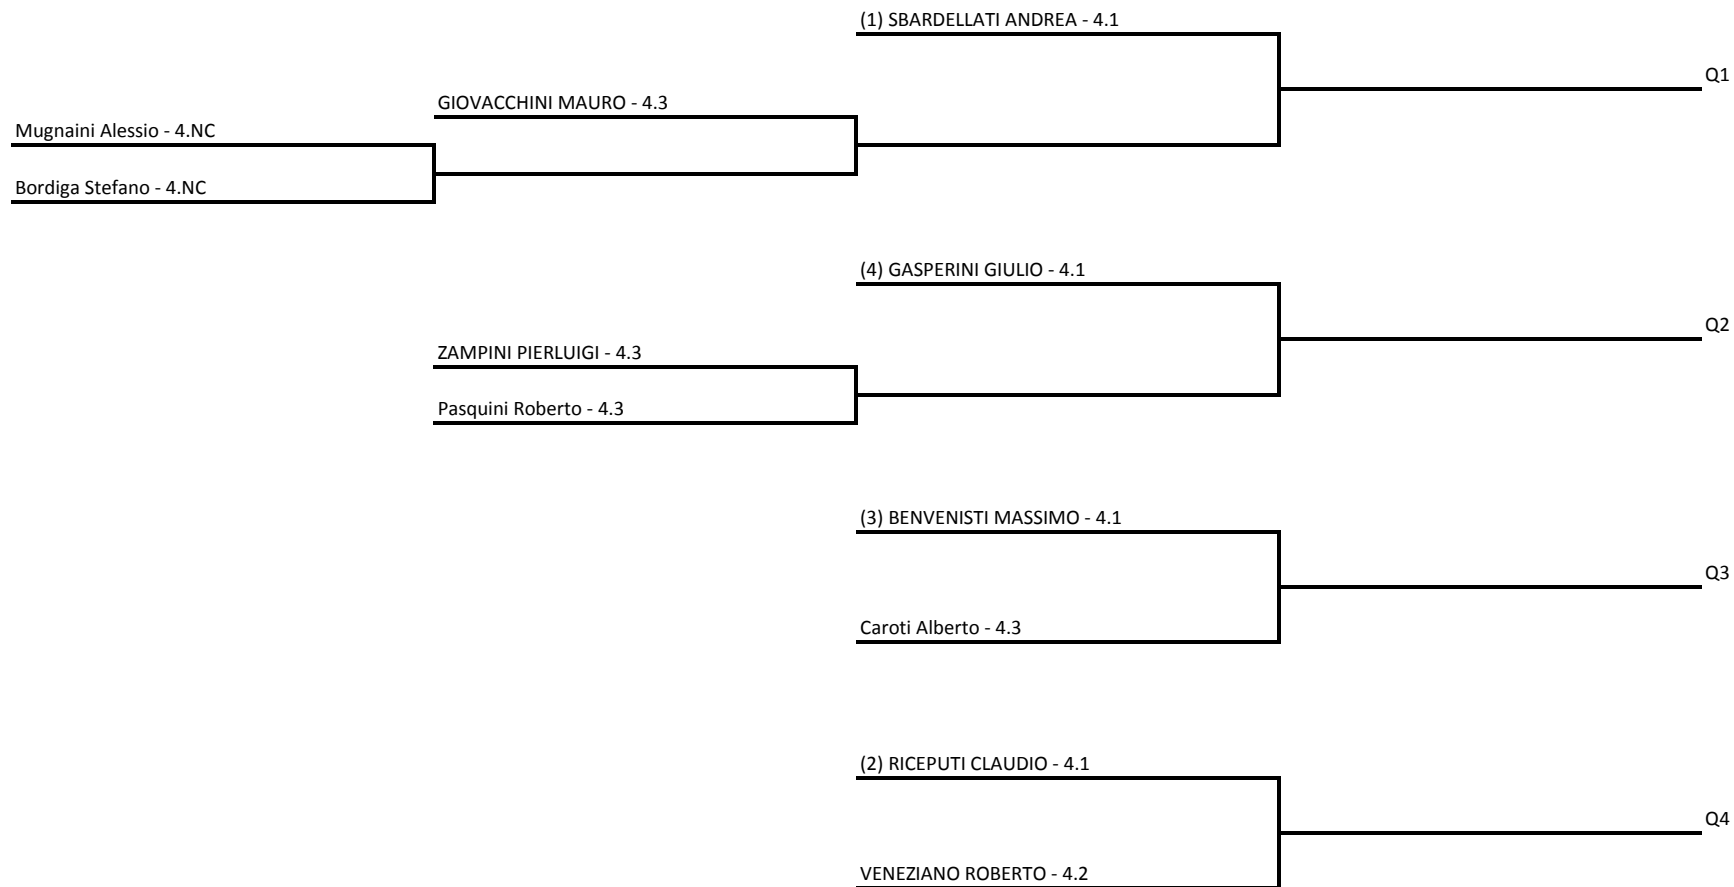 (1) SBARDELLATI ANDREA - 4.1
Q1
GIOVACCHINI MAURO - 4.3
Mugnaini Alessio - 4.NC
Bordiga Stefano - 4.NC
(4) GASPERINI GIULIO - 4.1
Q2
ZAMPINI PIERLUIGI - 4.3
Pasquini Roberto - 4.3
(3) BENVENISTI MASSIMO - 4.1
Q3
Caroti Alberto - 4.3
(2) RICEPUTI CLAUDIO - 4.1
Q4
VENEZIANO ROBERTO - 4.2